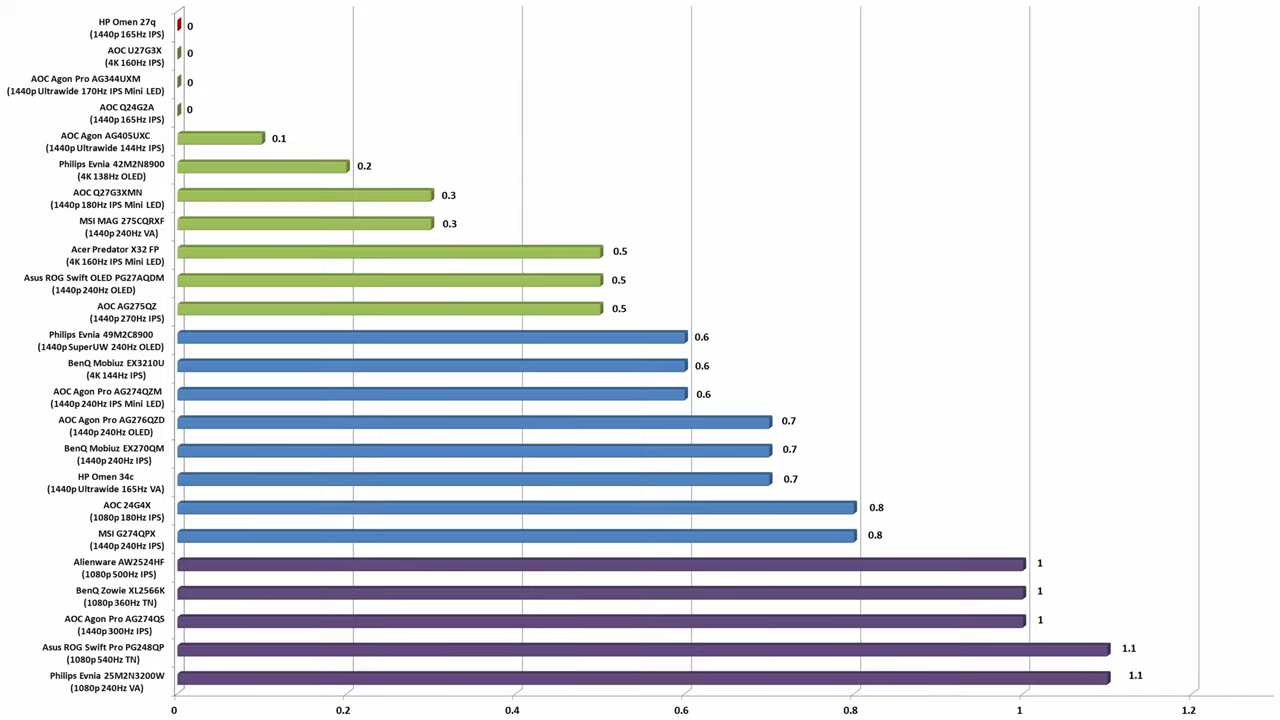 HP Omen 27q
(1440p 165Hz IPS)
0
AOC U27G3X
(4K 160Hz IPS)
0
AOC Agon Pro AG344UXM
(1440p Ultrawide 170Hz IPS Mini LED)
0
AOC Q24G2A
(1440p 165Hz IPS)
0
AOC Agon AG405UXC
(1440p Ultrawide 144Hz IPS)
0.1
Philips Evnia 42M2N8900
(4K 138Hz OLED)
0.2
AOC Q27G3XMN
(1440p 180Hz IPS Mini LED)
0.3
MSI MAG 275CQRXF
(1440p 240Hz VA)
0.3
Acer Predator X32 FP
(4K 160Hz IPS Mini LED)
0.5
Asus ROG Swift OLED PG27AQDM
(1440p 240Hz OLED)
0.5
AOC AG275QZ
(1440p 270Hz IPS)
0.5
Philips Evnia 49M2C8900
(1440p SuperUW 240Hz OLED)
0.6
BenQ Mobiuz EX3210U
(4K 144Hz IPS)
0.6
AOC Agon Pro AG274QZM
(1440p 240Hz IPS Mini LED)
0.6
AOC Agon Pro AG276QZD
(1440p 240Hz OLED)
0.7
BenQ Mobiuz EX270QM
(1440p 240Hz IPS)
0.7
HP Omen 34c
(1440p Ultrawide 165Hz VA)
0.7
AOC 24G4X
(1080p 180Hz IPS)
0.8
MSI G274QPX
(1440p 240Hz IPS)
0.8
Alienware AW2524HF
(1080p 500Hz IPS)
1
BenQ Zowie XL2566K
(1080p 360Hz TN)
1
AOC Agon Pro AG274QS
(1440p 300Hz IPS)
1
Asus ROG Swift Pro PG248QP
(1080p 540Hz TN)
1.1
Philips Evnia 25M2N3200W
(1080p 240Hz VA)
1.1
0 0.2 0.4 0.6 0.8 1 1.2